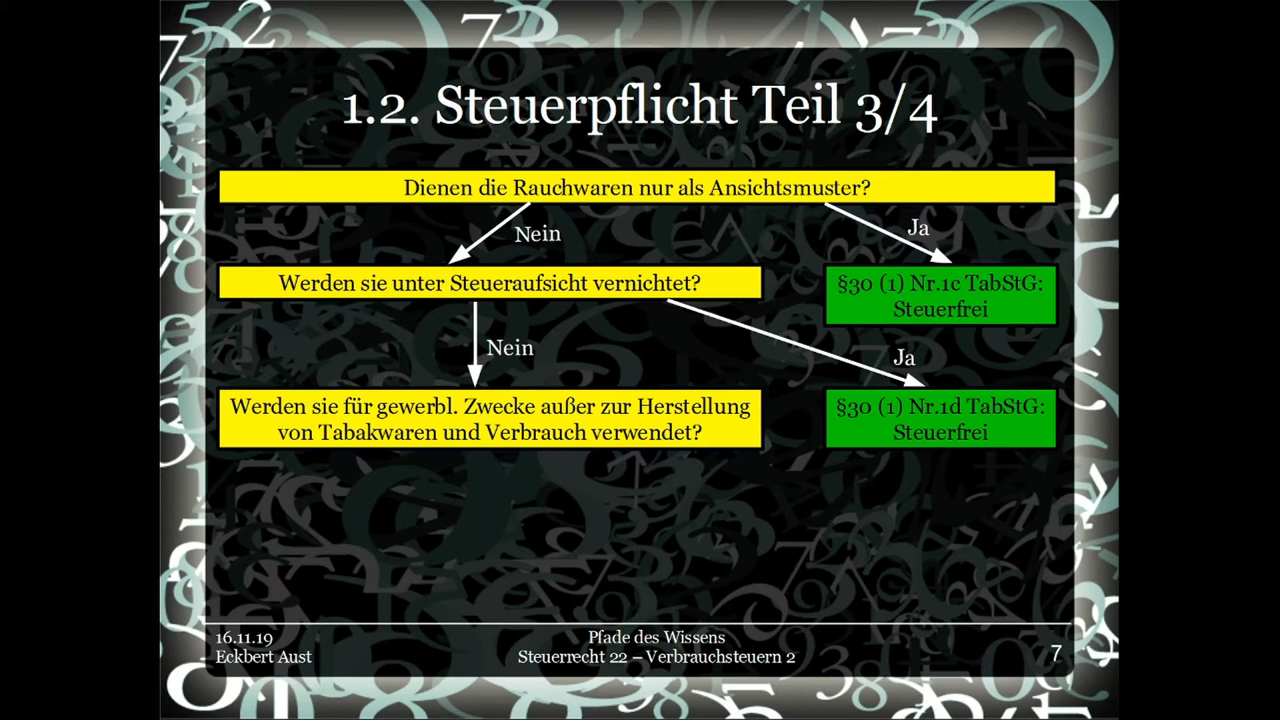 1.2. Steuerpflicht Teil 3/4
Dienen die Rauchwaren nur als Ansichtsmuster?
Nein
Ja
Werden sie unter Steueraufsicht vernichtet?
§30 (1) Nr.1c TabStG:
Steuerfrei
Nein
Ja
Werden sie für gewerbl. Zwecke außer zur Herstellung
von Tabakwaren und Verbrauch verwendet?
§30 (1) Nr.1d TabStG:
Steuerfrei
16.11.19
Eckbert Aust
Pfade des Wissens
Steuerrecht 22 – Verbrauchsteuern 2
7